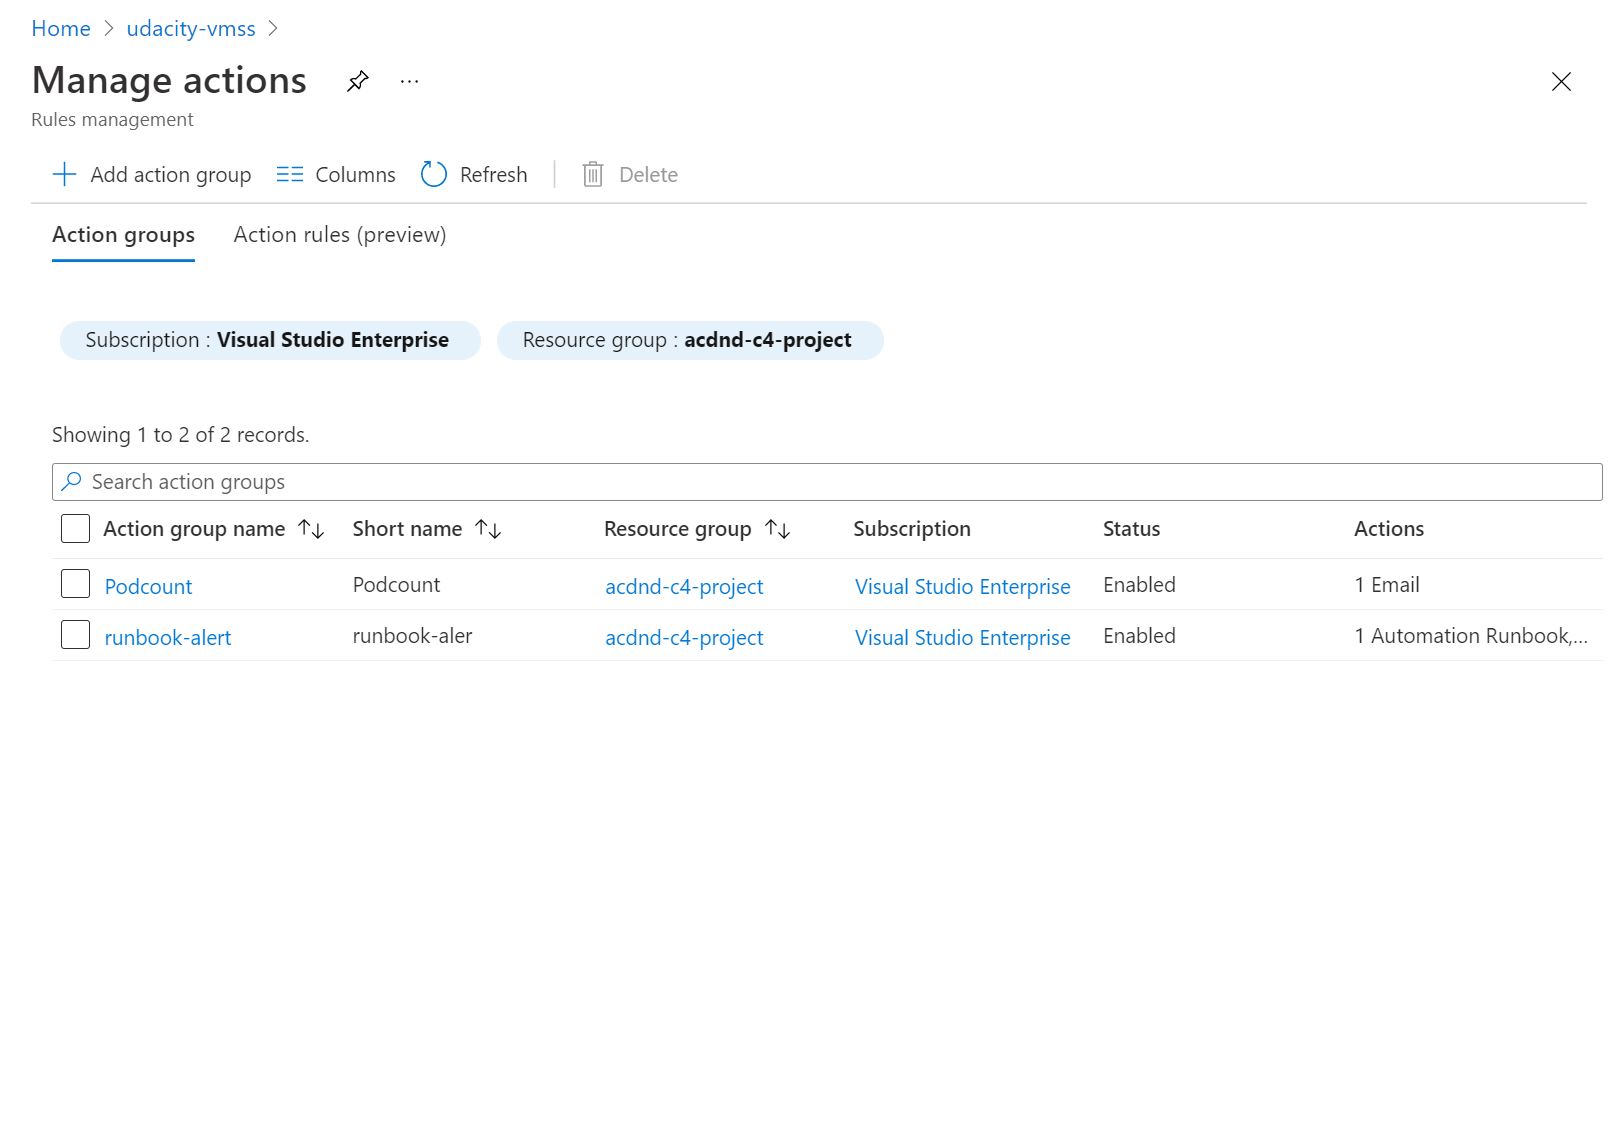 Home > udacity-vmss >
Manage actions ...
Rules management
Add action group Columns Refresh Delete
Action groups Action rules (preview)
Subscription : Visual Studio Enterprise Resource group : acdnd-c4-project
Showing 1 to 2 of 2 records.
Search action groups
Action group name ↑↓ Short name ↑↓ Resource group ↑↓ Subscription Status Actions
Podcount Podcount acdnd-c4-project Visual Studio Enterprise Enabled 1 Email
runbook-alert runbook-aler acdnd-c4-project Visual Studio Enterprise Enabled 1 Automation Runbook,...